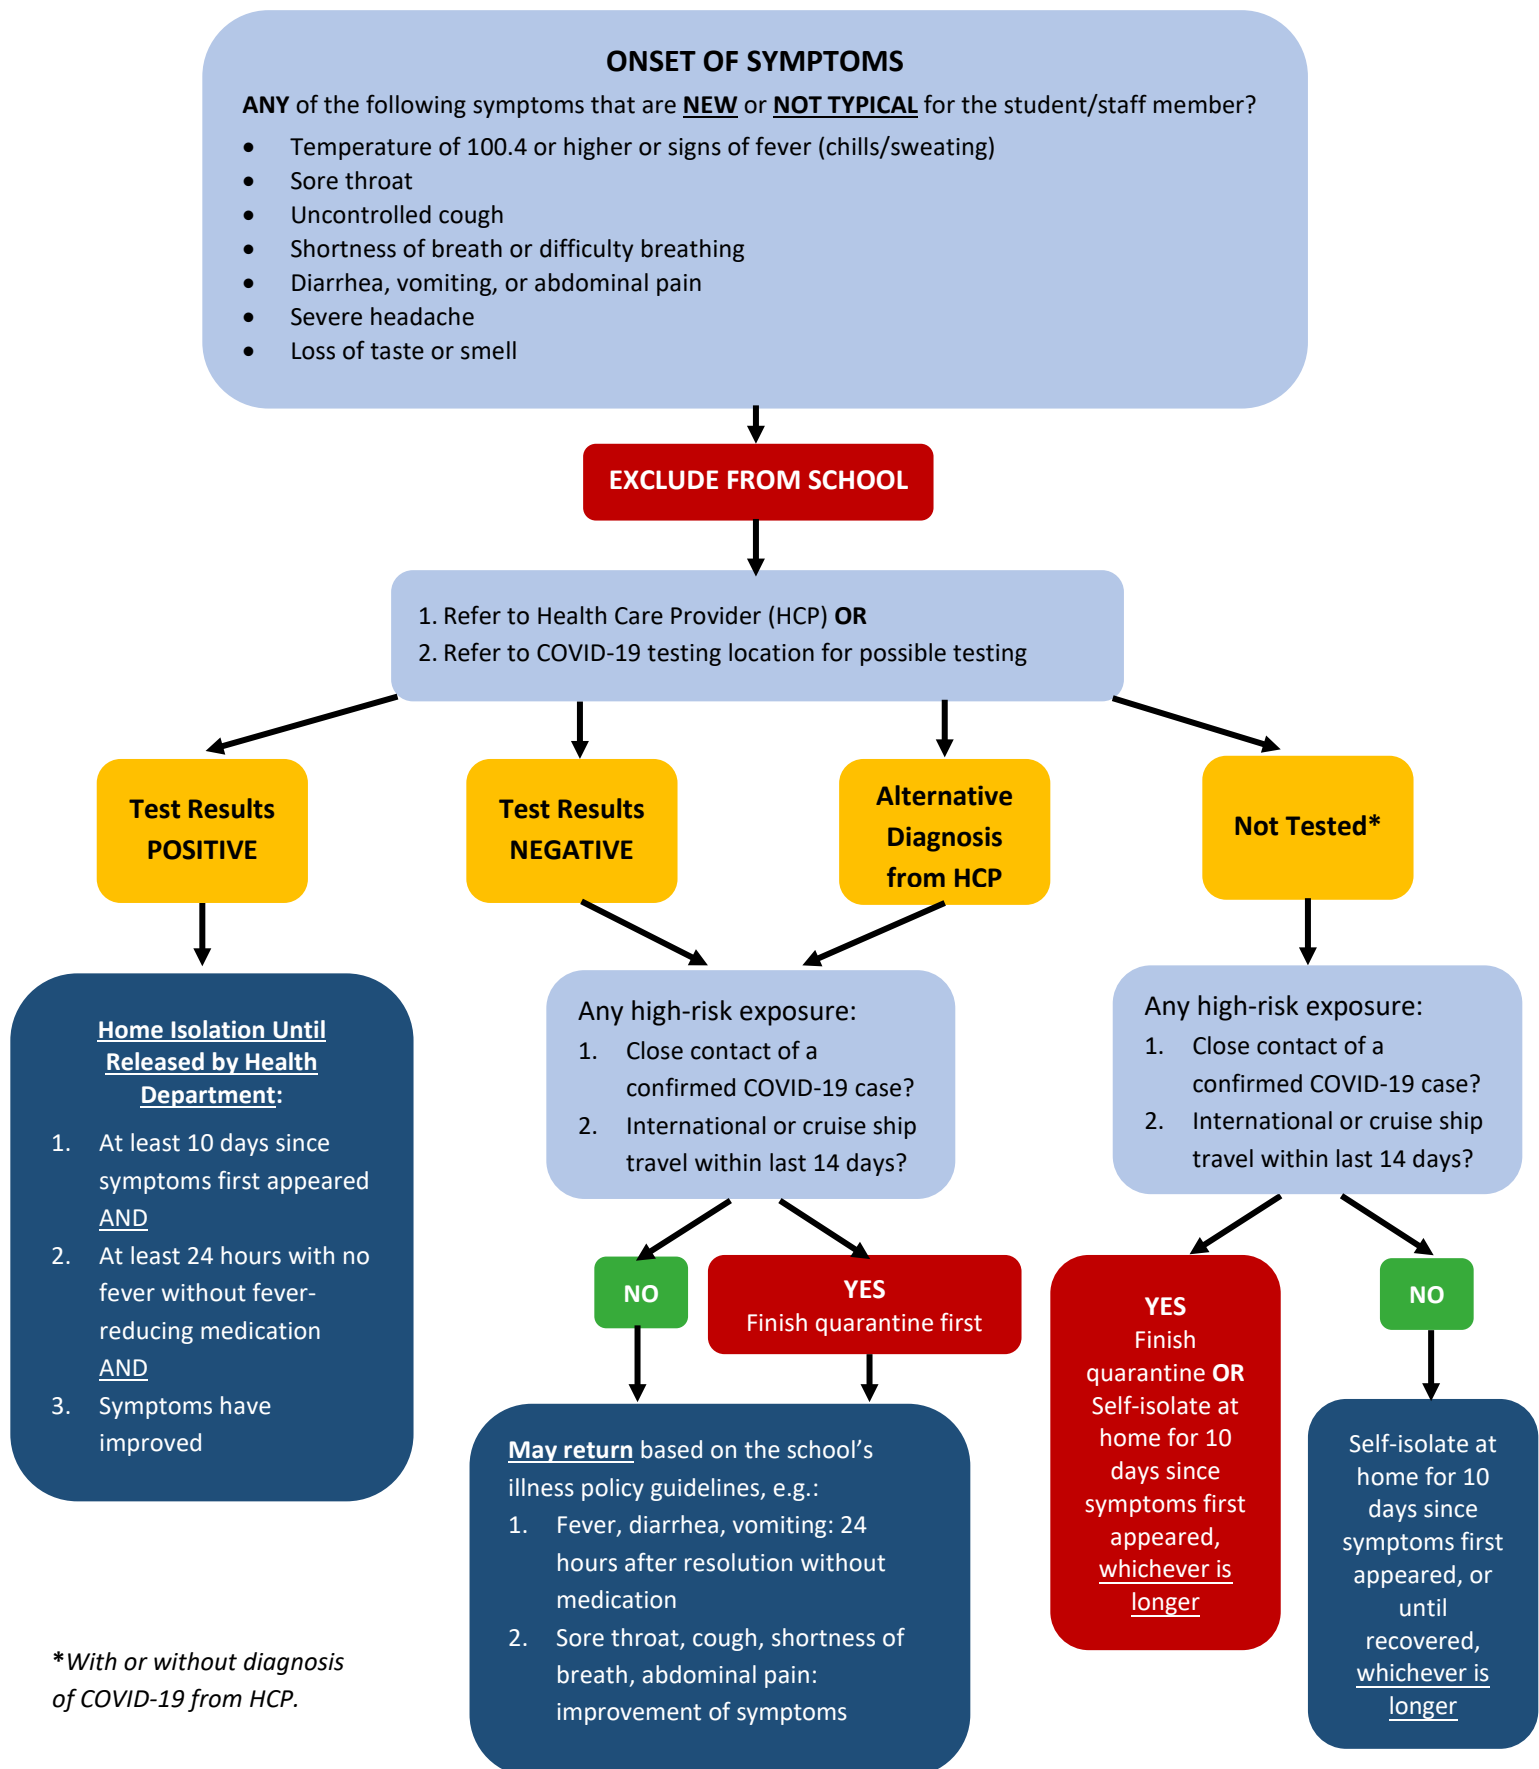 ONSET OF SYMPTOMS
ANY of the following symptoms that are NEW or NOT TYPICAL for the student/staff member?
• Temperature of 100.4 or higher or signs of fever (chills/sweating)
• Sore throat
• Uncontrolled cough
• Shortness of breath or difficulty breathing
• Diarrhea, vomiting, or abdominal pain
• Severe headache
• Loss of taste or smell
EXCLUDE FROM SCHOOL
1. Refer to Health Care Provider (HCP) OR
2. Refer to COVID-19 testing location for possible testing
Test Results
POSITIVE
Test Results
NEGATIVE
Alternative
Diagnosis
from HCP
Not Tested*
Home Isolation Until
Released by Health
Department:
1. At least 10 days since
symptoms first appeared
AND
2. At least 24 hours with no
fever without fever-
reducing medication
AND
3. Symptoms have
improved
Any high-risk exposure:
1. Close contact of a
confirmed COVID-19 case?
2. International or cruise ship
travel within last 14 days?
Any high-risk exposure:
1. Close contact of a
confirmed COVID-19 case?
2. International or cruise ship
travel within last 14 days?
NO
YES
Finish quarantine first
YES
Finish
quarantine OR
Self-isolate at
home for 10
days since
symptoms first
appeared,
whichever is
longer
NO
May return based on the school’s
illness policy guidelines, e.g.:
1. Fever, diarrhea, vomiting: 24
hours after resolution without
medication
2. Sore throat, cough, shortness of
breath, abdominal pain:
improvement of symptoms
Self-isolate at
home for 10
days since
symptoms first
appeared, or
until
recovered,
whichever is
longer
*With or without diagnosis
of COVID-19 from HCP.